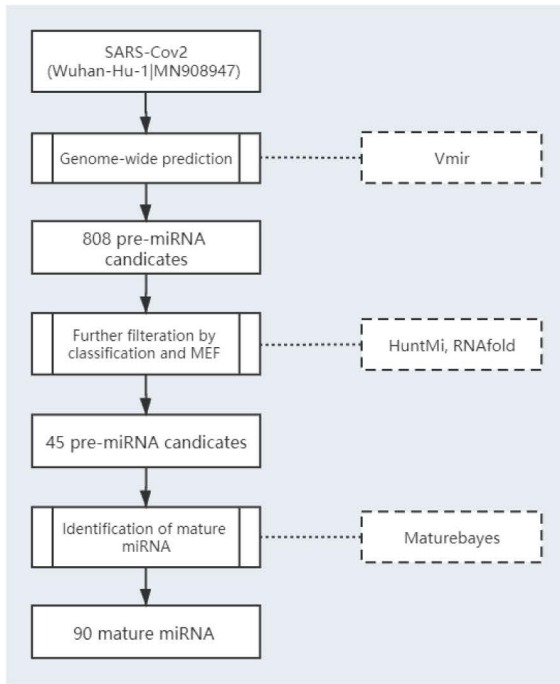 SARS-Cov2
(Wuhan-Hu-1|MN908947)
Genome-wide prediction
Vmir
808 pre-miRNA
candicates
Further filteration by
classification and MEF
HuntMi, RNAfold
45 pre-miRNA candicates
Identification of mature
miRNA
Maturebayes
90 mature miRNA